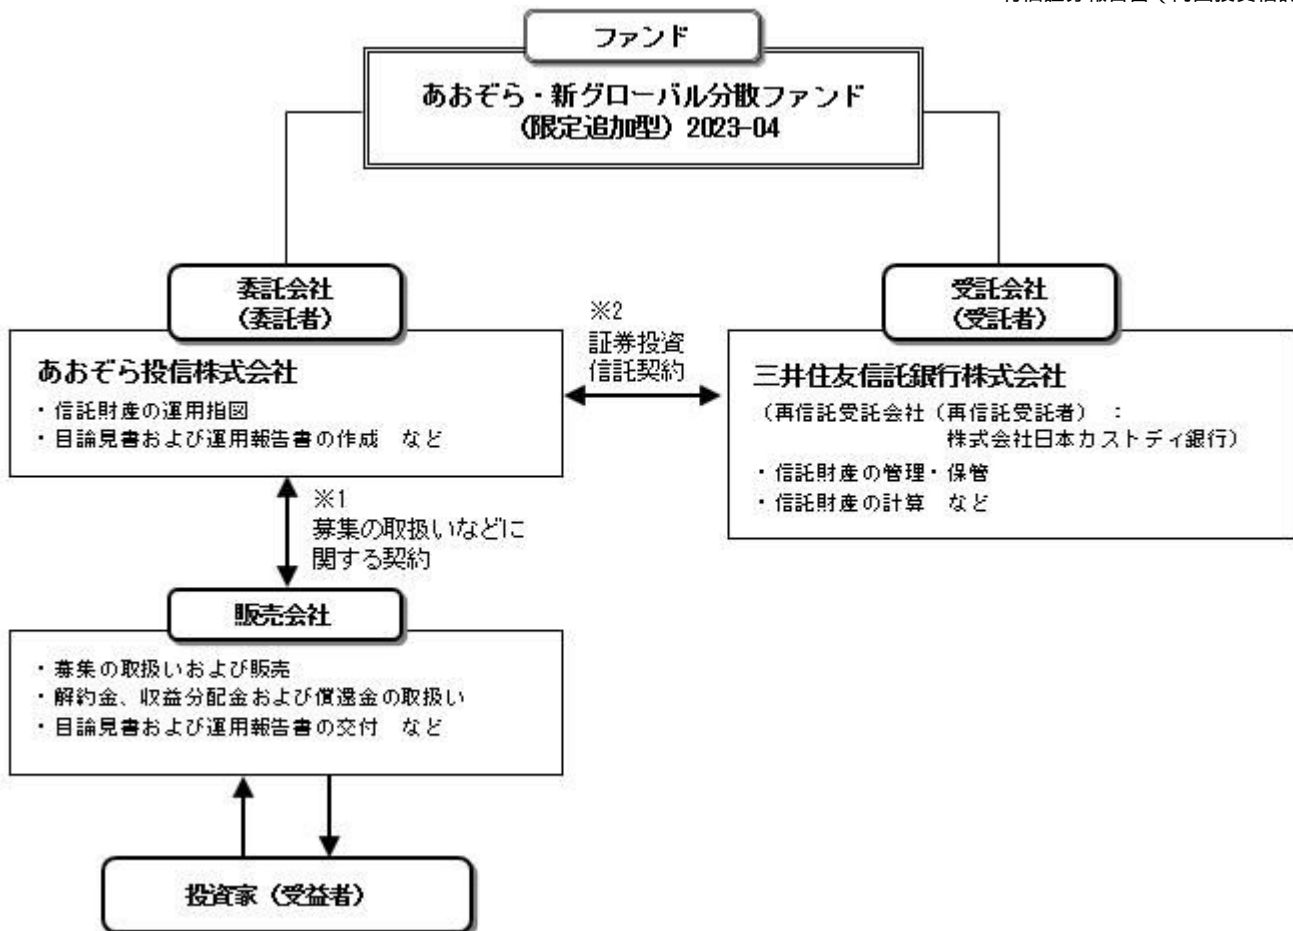 ファンド
あおぞら・新グローバル分散ファンド
(限定追加型) 2023-04
委託会社
(委託者)
あおぞら投信株式会社
・信託財産の運用指図
・目論見書および運用報告書の作成 など
※2
証券投資
信託契約
受託会社
(受託者)
三井住友信託銀行株式会社
(再信託受託会社(再信託受託者) :
株式会社日本カストディ銀行)
・信託財産の管理・保管
・信託財産の計算 など
※1
募集の取扱いなどに
関する契約
販売会社
・募集の取扱いおよび販売
・解約金、収益分配金および償還金の取扱い
・目論見書および運用報告書の交付 など
投資家(受益者)